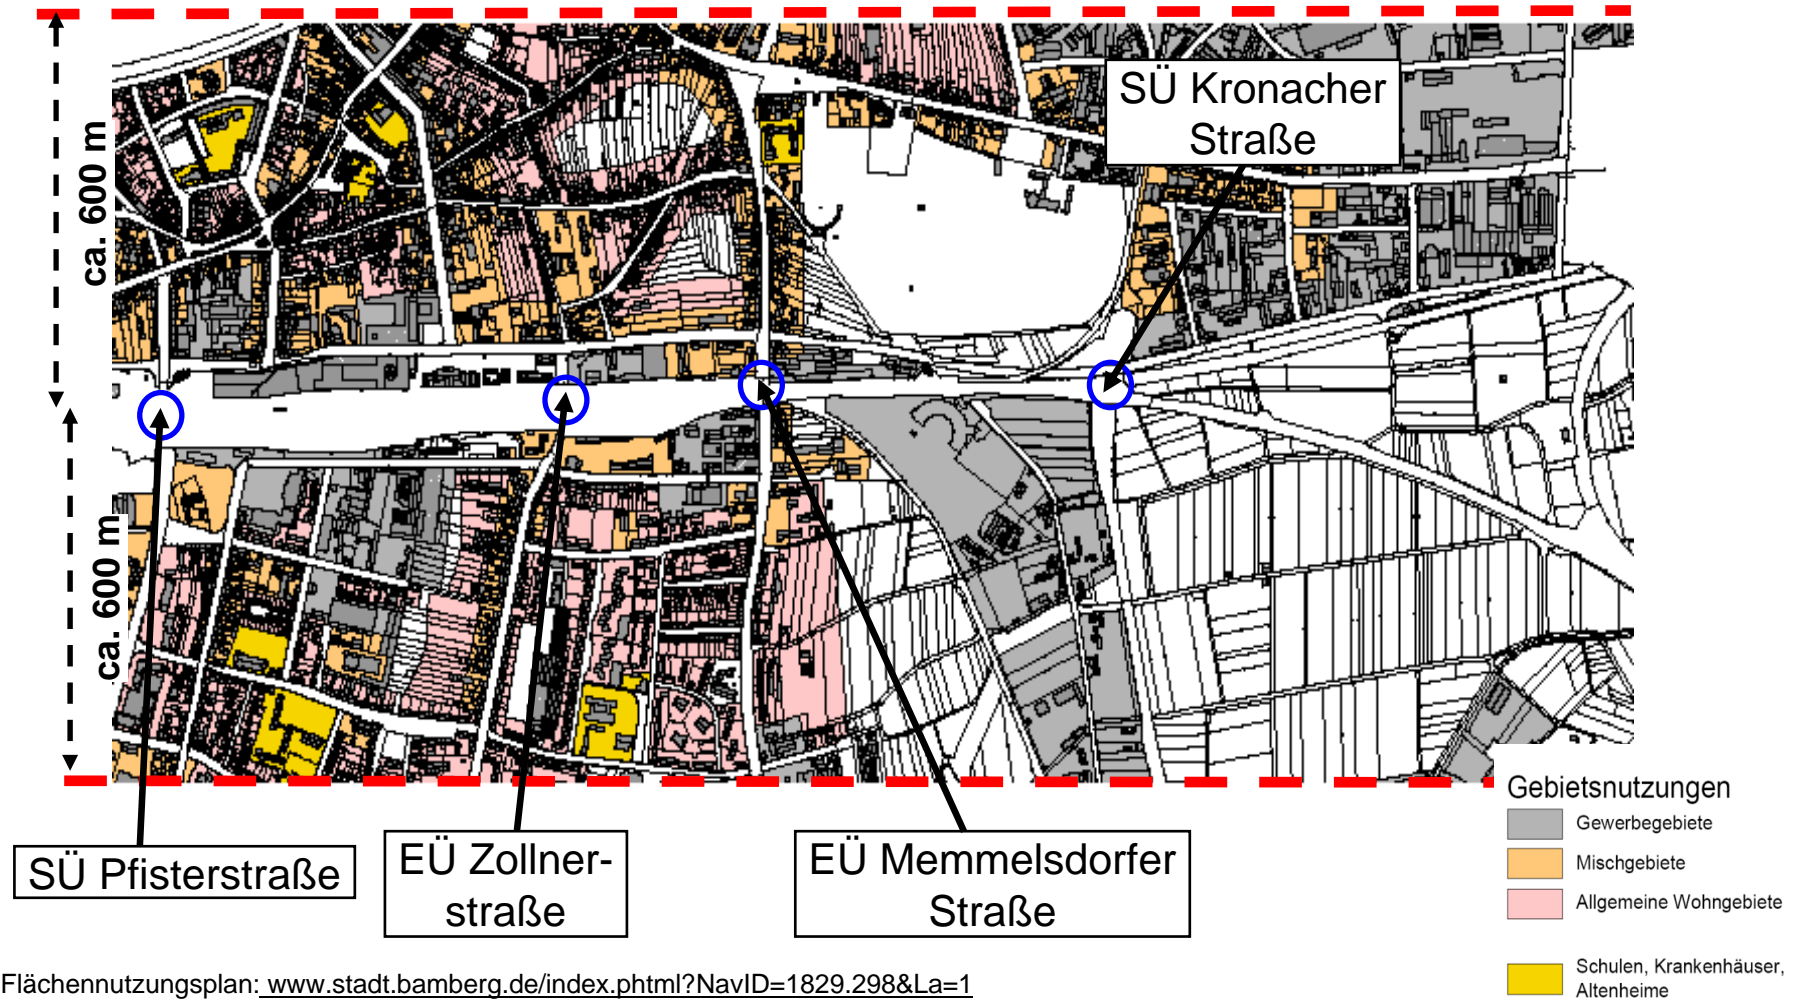 SÜ Kronacher
Straße
ca. 600 m
ca. 600 m
SÜ Pfisterstraße
EÜ Zollner-
straße
EÜ Memmelsdorfer
Straße
Gebietsnutzungen
Gewerbegebiete
Mischgebiete
Allgemeine Wohngebiete
Schulen, Krankenhäuser,
Altenheime
Flächennutzungsplan: www.stadt.bamberg.de/index.phtml?NavID=1829.298&La=1